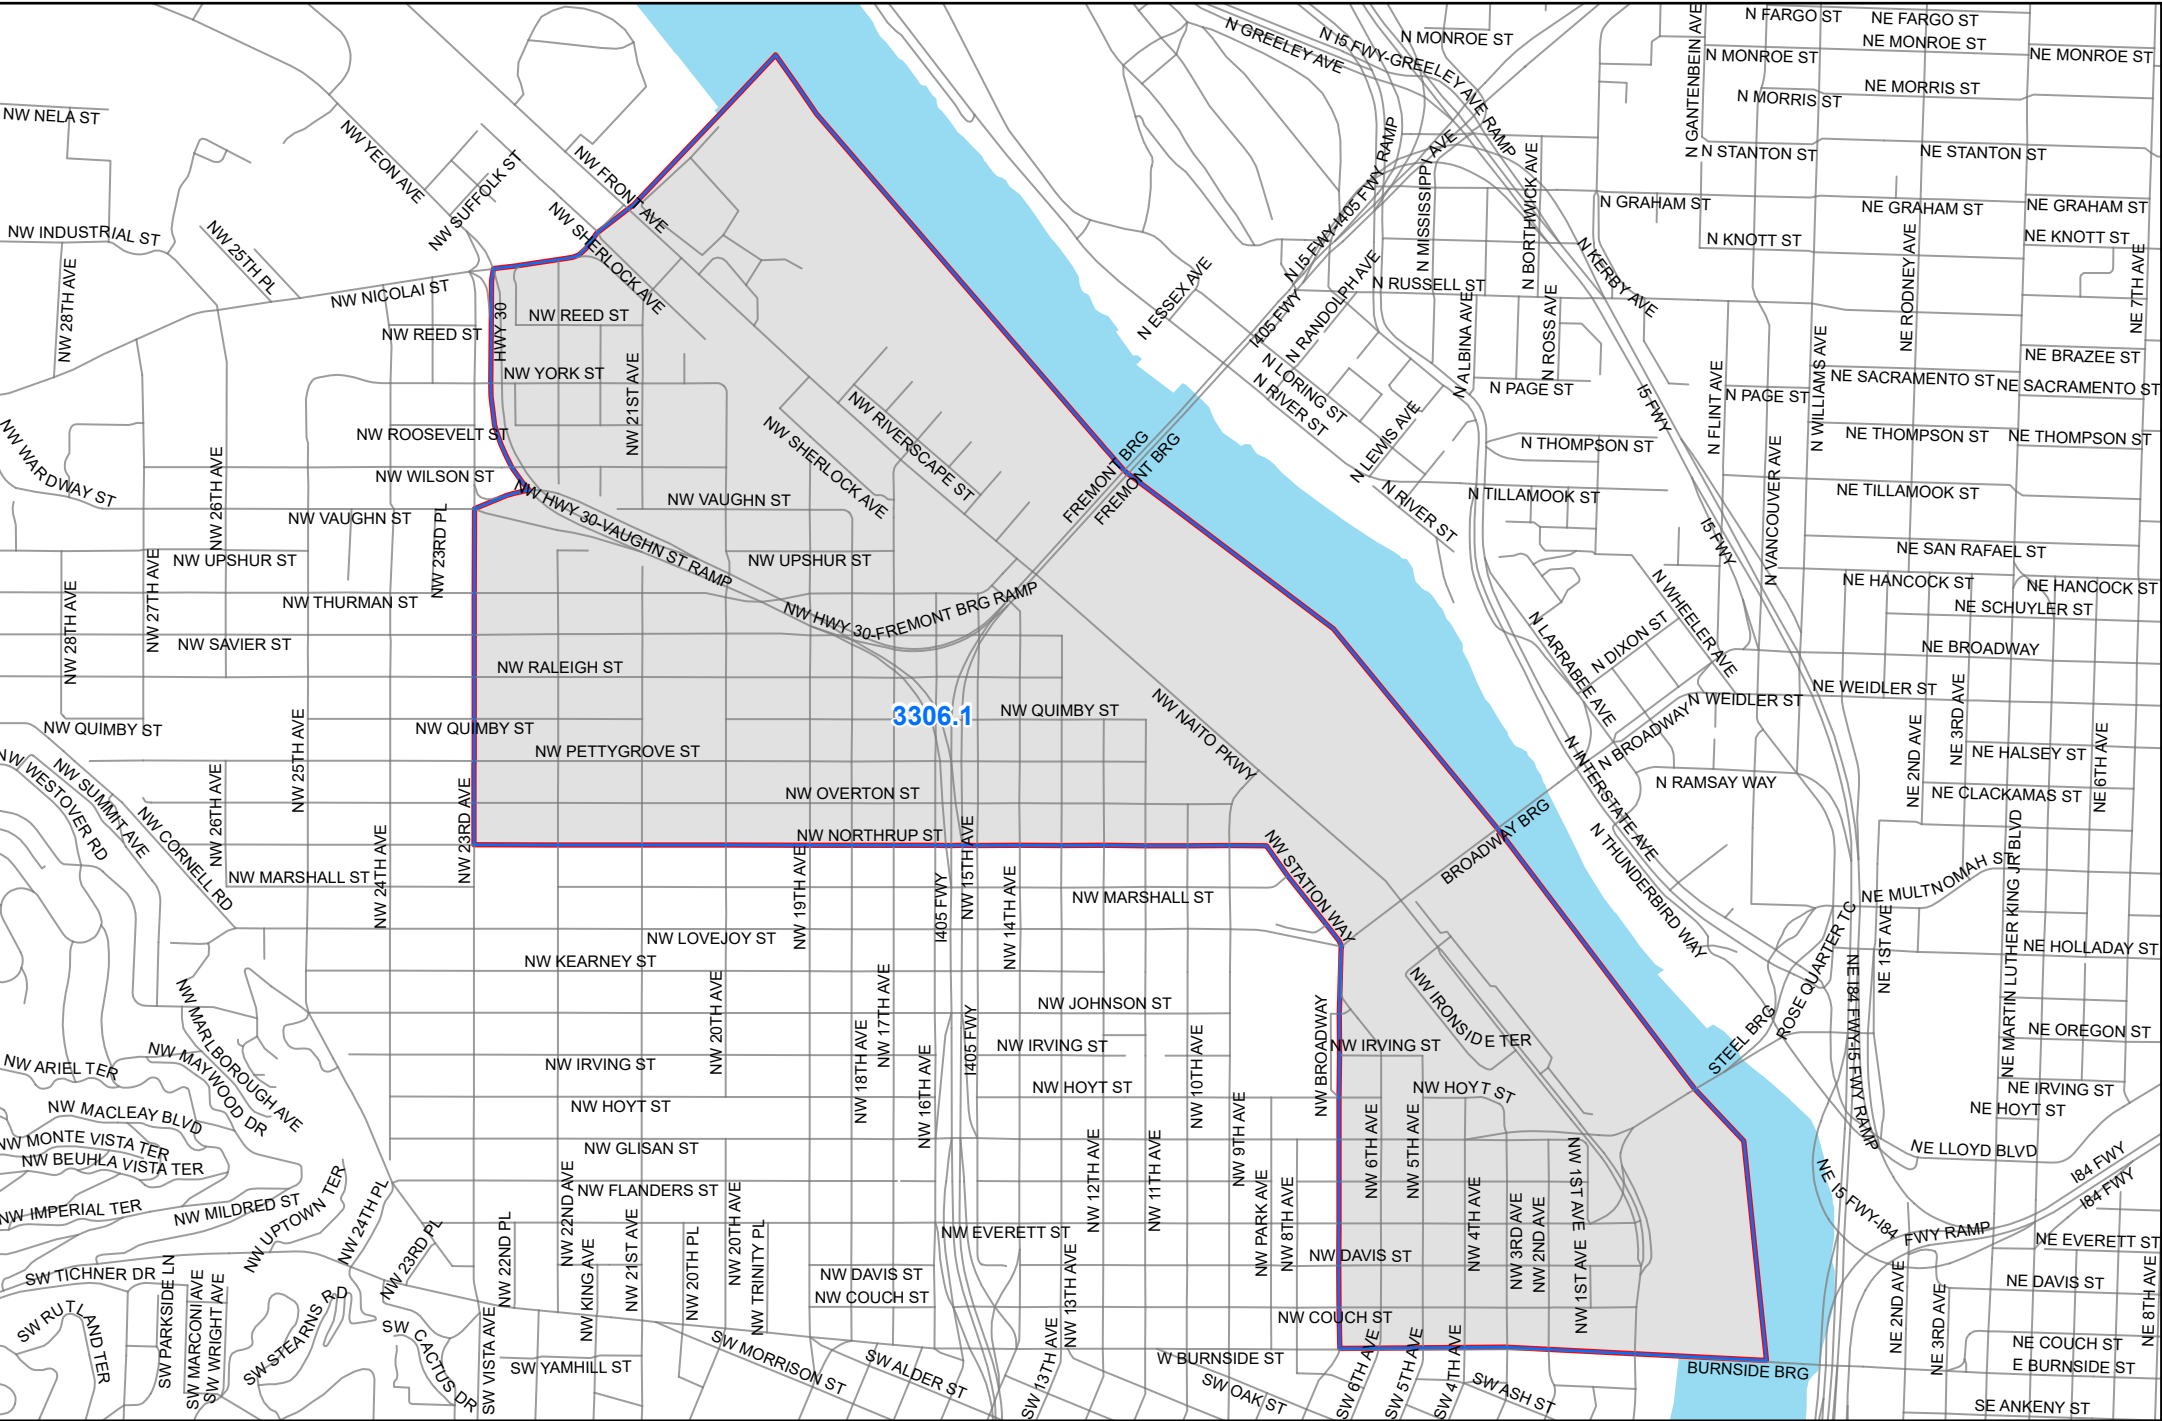 N FARGO ST
NE FARGO ST
N GREELEY AVE
N I5 FWY-GREELEY AVE RAMP
N MONROE ST
N GANTENBEIN AVE
N MONROE ST
NE MONROE ST
NE MONROE ST
N MORRIS ST
NE MORRIS ST
NW NELA ST
NW YEON AVE
NW SUFFOLK ST
NW FRONT AVE
N MISSISSIPPI AVE
N BORTHWICK AVE
N STANTON ST
NE STANTON ST
NW INDUSTRIAL ST
NW 25TH PL
NW 28TH AVE
NW SHERLOCK AVE
N I5 FWY-I405 FWY RAMP
N GRAHAM ST
NE GRAHAM ST
NE GRAHAM ST
N KNOTT ST
NE KNOTT ST
NE RODNEY AVE
NE 7TH AVE
N KERBY AVE
NW NICOLAI ST
N ESSEX AVE
I405 FWY
N RANDOLPH AVE
N RUSSELL ST
N ALBINA AVE
N ROSS AVE
NW REED ST
NW REED ST
HWY 30
NW YORK ST
NW 21ST AVE
N LORING ST
N RIVER ST
N PAGE ST
I5 FWY
N FLINT AVE
N PAGE ST
N WILLIAMS AVE
NE BRAZEE ST
NE SACRAMENTO ST
NE SACRAMENTO ST
NW WARDWAY ST
NW ROOSEVELT ST
NW WILSON ST
NW 26TH AVE
NW RIVERSCAPE ST
NW SHERLOCK AVE
FREMONT BRG
FREMONT BRG
N LEWIS AVE
N THOMPSON ST
NE THOMPSON ST
NE THOMPSON ST
N VANCOUVER AVE
N TILLAMOOK ST
NE TILLAMOOK ST
N RIVER ST
I5 FWY
NW VAUGHN ST
NW VAUGHN ST
NW 23RD PL
NW HWY 30-VAUGHN ST RAMP
NW UPSHUR ST
NW UPSHUR ST
NW 27TH AVE
NW 28TH AVE
NW THURMAN ST
NW SAVIER ST
NW HWY 30-FREMONT BRG RAMP
NE SAN RAFAEL ST
NE HANCOCK ST
NE HANCOCK ST
NE SCHUYLER ST
N WHEELER AVE
N DIXON ST
N LARRABEE AVE
NE BROADWAY
NW RALEIGH ST
3306.1
NW QUIMBY ST
NW QUIMBY ST
NW QUIMBY ST
NW NAITO PKWY
N WEIDLER ST
NE WEIDLER ST
N BROADWAY
NE 2ND AVE
NE 3RD AVE
NE HALSEY ST
NE 6TH AVE
NW WESTOVER RD
NW SUMMIT AVE
NW CORNELL RD
NW 26TH AVE
NW 25TH AVE
NW PETTYGROVE ST
NW OVERTON ST
NW NORTHRUP ST
NW 23RD AVE
NW 24TH AVE
N INTERSTATE AVE
N RAMSAY WAY
NE CLACKAMAS ST
BROADWAY BRG
N THUNDERBIRD WAY
NW MARSHALL ST
NW MARSHALL ST
NW STATION WAY
NW 19TH AVE
I405 FWY
NW 15TH AVE
NW 14TH AVE
NE MULTNOMAH ST
NE MARTIN LUTHER KING JR BLVD
NE 1ST AVE
ROSE QUARTER TC
NE I84 FWY-I5 FWY RAMP
NE HOLLADAY ST
NW LOVEJOY ST
NW KEARNEY ST
NW JOHNSON ST
NW 20TH AVE
NW 18TH AVE
NW 17TH AVE
NW 16TH AVE
I405 FWY
NW IRONSIDE TER
NW BROADWAY
STEEL BRG
NE OREGON ST
NW MARLBOROUGH AVE
NW MAYWOOD DR
NW ARIEL TER
NW IRVING ST
NW IRVING ST
NW IRVING ST
NW HOYT ST
NW HOYT ST
NW HOYT ST
NW 10TH AVE
NW 9TH AVE
NE IRVING ST
NE HOYT ST
NW MACLEAY BLVD
NW MONTE VISTA TER
NW BEUHLA VISTA TER
NW GLISAN ST
NW FLANDERS ST
NW 22ND AVE
NW 12TH AVE
NW 11TH AVE
NW PARK AVE
NW 8TH AVE
NW 6TH AVE
NW 5TH AVE
NW 4TH AVE
NW 3RD AVE
NW 2ND AVE
NW 1ST AVE
NW 1ST AVE
NE LLOYD BLVD
I84 FWY
I84 FWY
NE I5 FWY-I84
FWY RAMP
NW IMPERIAL TER
NW MILDRED ST
NW UPTOWN TER
NW 24TH PL
NW 23RD PL
NW 22ND PL
NW KING AVE
NW 21ST AVE
NW 20TH PL
NW 20TH AVE
NW TRINITY PL
NW EVERETT ST
NE EVERETT ST
SW TICHNER DR
SW PARKSIDE LN
SW MARCONI AVE
SW WRIGHT AVE
SW STEARNS RD
NW DAVIS ST
NW DAVIS ST
NE DAVIS ST
NW COUCH ST
NW COUCH ST
NE COUCH ST
NE 2ND AVE
NE 3RD AVE
NE 8TH AVE
SW RUTLAND TER
SW CACTUS DR
SW VISTA AVE
SW YAMHILL ST
SW MORRISON ST
SW ALDER ST
SW 13TH AVE
NW 13TH AVE
W BURNSIDE ST
SW OAK ST
SW 6TH AVE
SW 5TH AVE
SW 4TH AVE
SW ASH ST
BURNSIDE BRG
E BURNSIDE ST
SE ANKENY ST